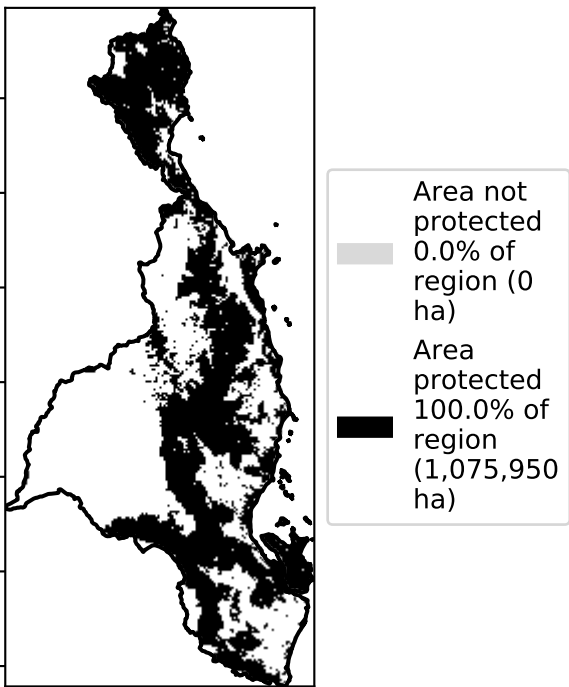 Area not
protected
0.0% of
region (0
ha)
Area
protected
100.0% of
region
(1,075,950
ha)